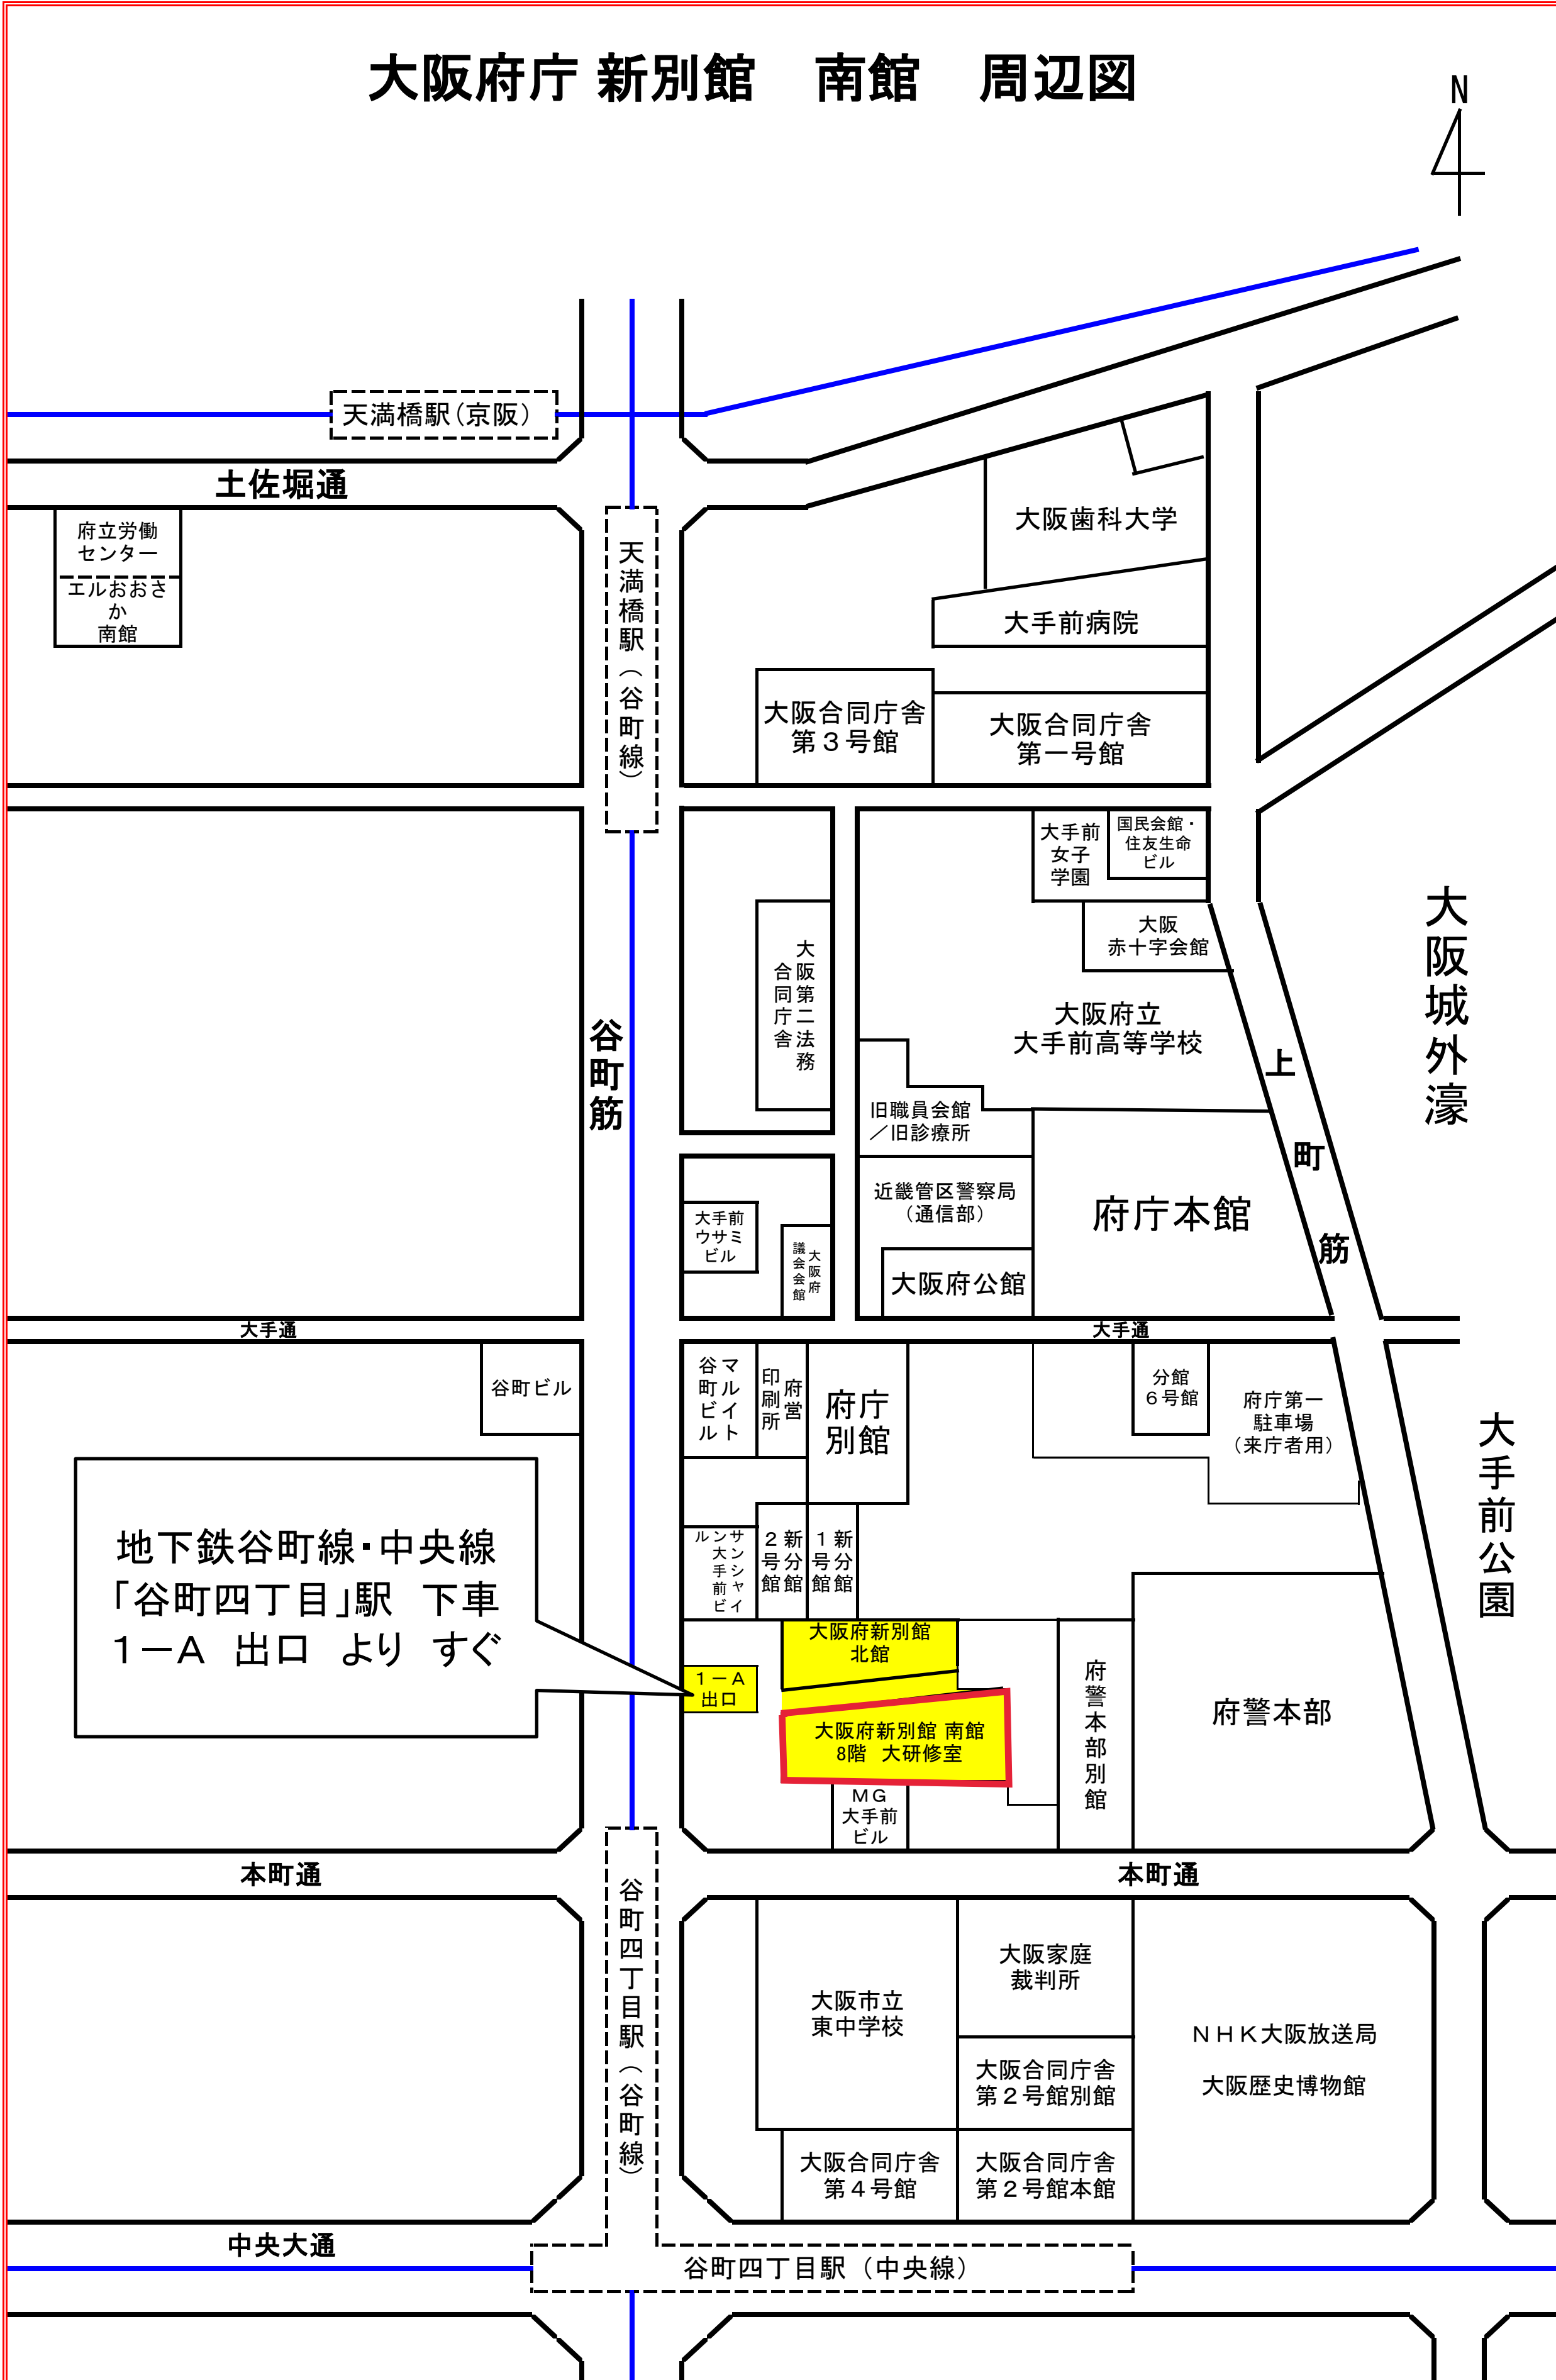 大阪府庁 新別館　南館　周辺図
N
天満橋駅（京阪）
土佐堀通
府立労働
センター
エルおおさ
か
南館
天満橋駅（谷町線）
大阪歯科大学
大手前病院
大阪合同庁舎
第３号館
大阪合同庁舎
第一号館
大手前
女子
学園
国民会館・
住友生命
ビル
大阪
赤十字会館
大阪城外濠
大阪第二法務
合同庁舎
大阪府立
大手前高等学校
谷町筋
上町筋
旧職員会館
／旧診療所
近畿管区警察局
（通信部）
府庁本館
大手前
ウサミ
ビル
大阪府
議会会館
大阪府公館
大手通
大手通
谷町ビル
マルイト
谷町ビル
府営
印刷所
府庁
別館
分館
６号館
府庁第一
駐車場
（来庁者用）
大手前公園
地下鉄谷町線・中央線
「谷町四丁目」駅　下車
１－Ａ　出口　より　すぐ
サンシャイ
ン大手前ビ
ル
新分館
２号館
新分館
１号館
大阪府新別館
北館
１－Ａ
出口
大阪府新別館 南館
8階　大研修室
府警本部別館
府警本部
ＭＧ
大手前
ビル
本町通
本町通
谷町四丁目駅（谷町線）
大阪市立
東中学校
大阪家庭
裁判所
ＮＨＫ大阪放送局
大阪歴史博物館
大阪合同庁舎
第２号館別館
大阪合同庁舎
第４号館
大阪合同庁舎
第２号館本館
中央大通
谷町四丁目駅（中央線）